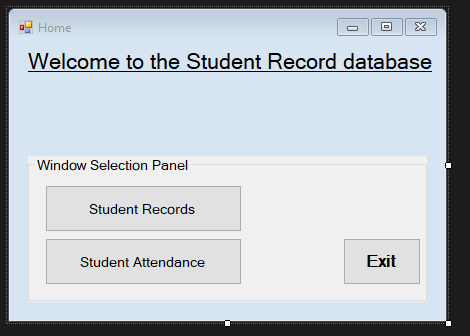 Home
Welcome to the Student Record database
Window Selection Panel
Student Records
Student Attendance
Exit